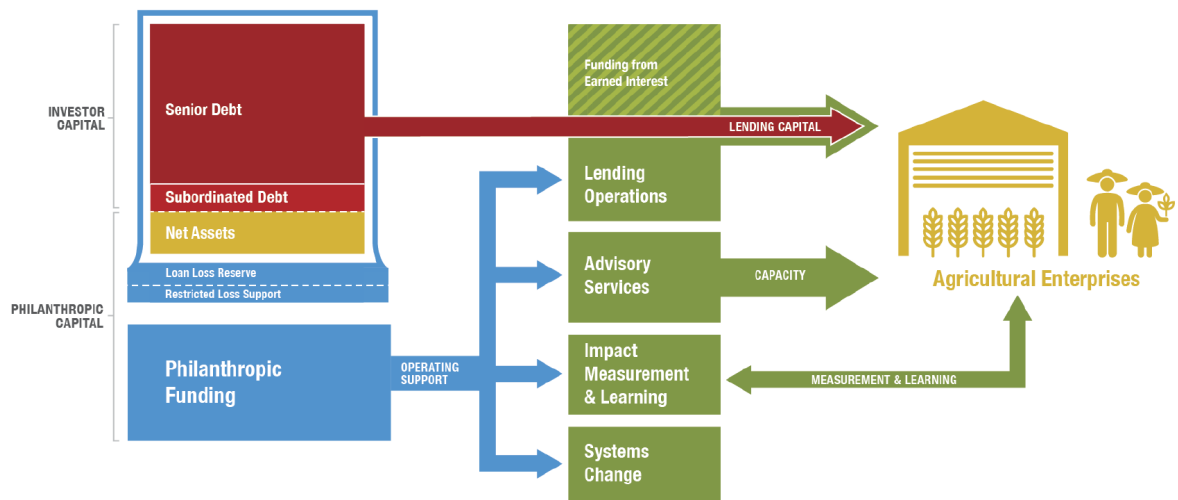 INVESTOR
CAPITAL
Senior Debt
Subordinated Debt
Net Assets
Loan Loss Reserve
Restricted Loss Support
PHILANTHROPIC
CAPITAL
Philanthropic
Funding
OPERATING
SUPPORT
Funding from
Earned Interest
LENDING CAPITAL
Lending
Operations
Advisory
Services
CAPACITY
Impact
Measurement
& Learning
MEASUREMENT & LEARNING
Systems
Change
Agricultural Enterprises